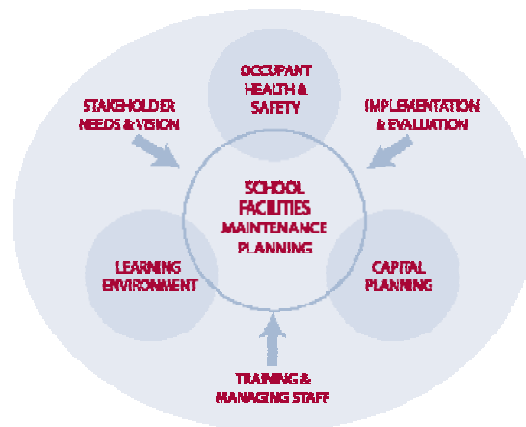 OCCUPANT
HEALTH &
SAFETY
STAKEHOLDER
NEEDS & VISION
IMPLEMENTATION
& EVALUATION
SCHOOL
FACILITIES
MAINTENANCE
PLANNING
LEARNING
ENVIRONMENT
CAPITAL
PLANNING
TRAINING &
MANAGING STAFF